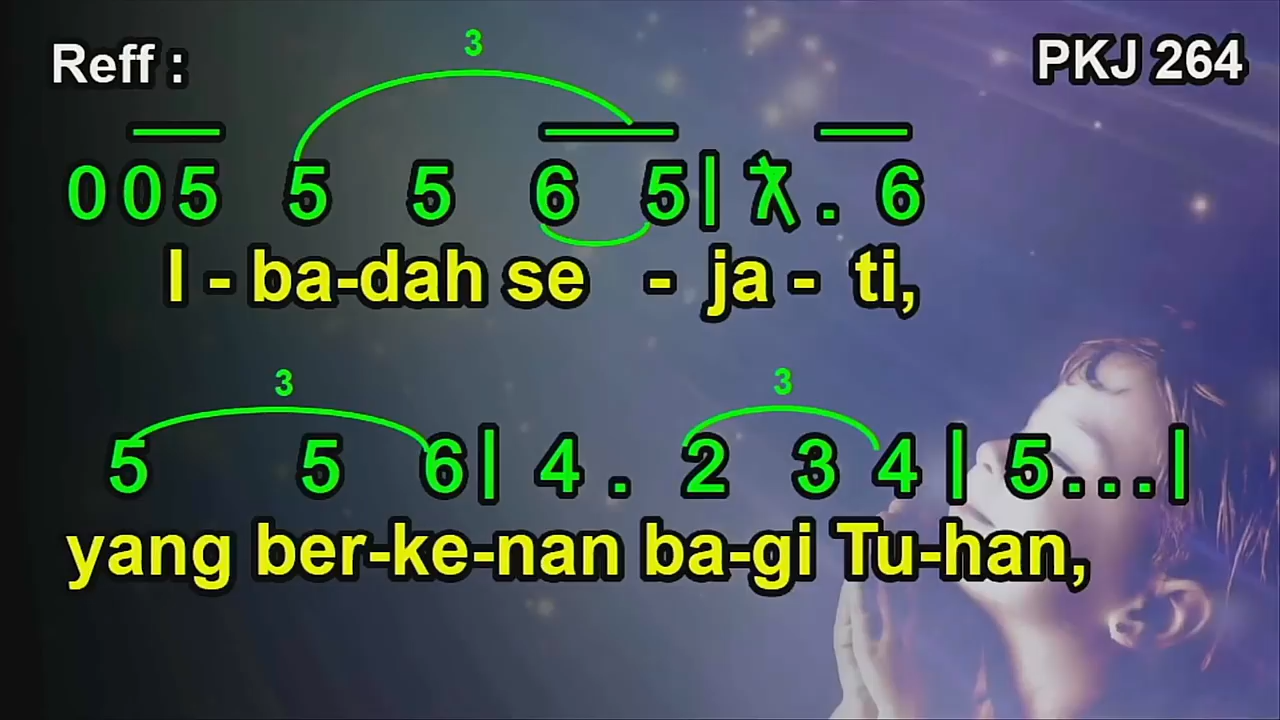 Reff : PKJ 264
3
0 0 5 5 5 6 5 | 7 . 6
I - ba-dah se - ja - ti,
3 3
5 5 6 | 4 . 2 3 4 | 5 . . . |
yang ber-ke-nan ba-gi Tu-han,